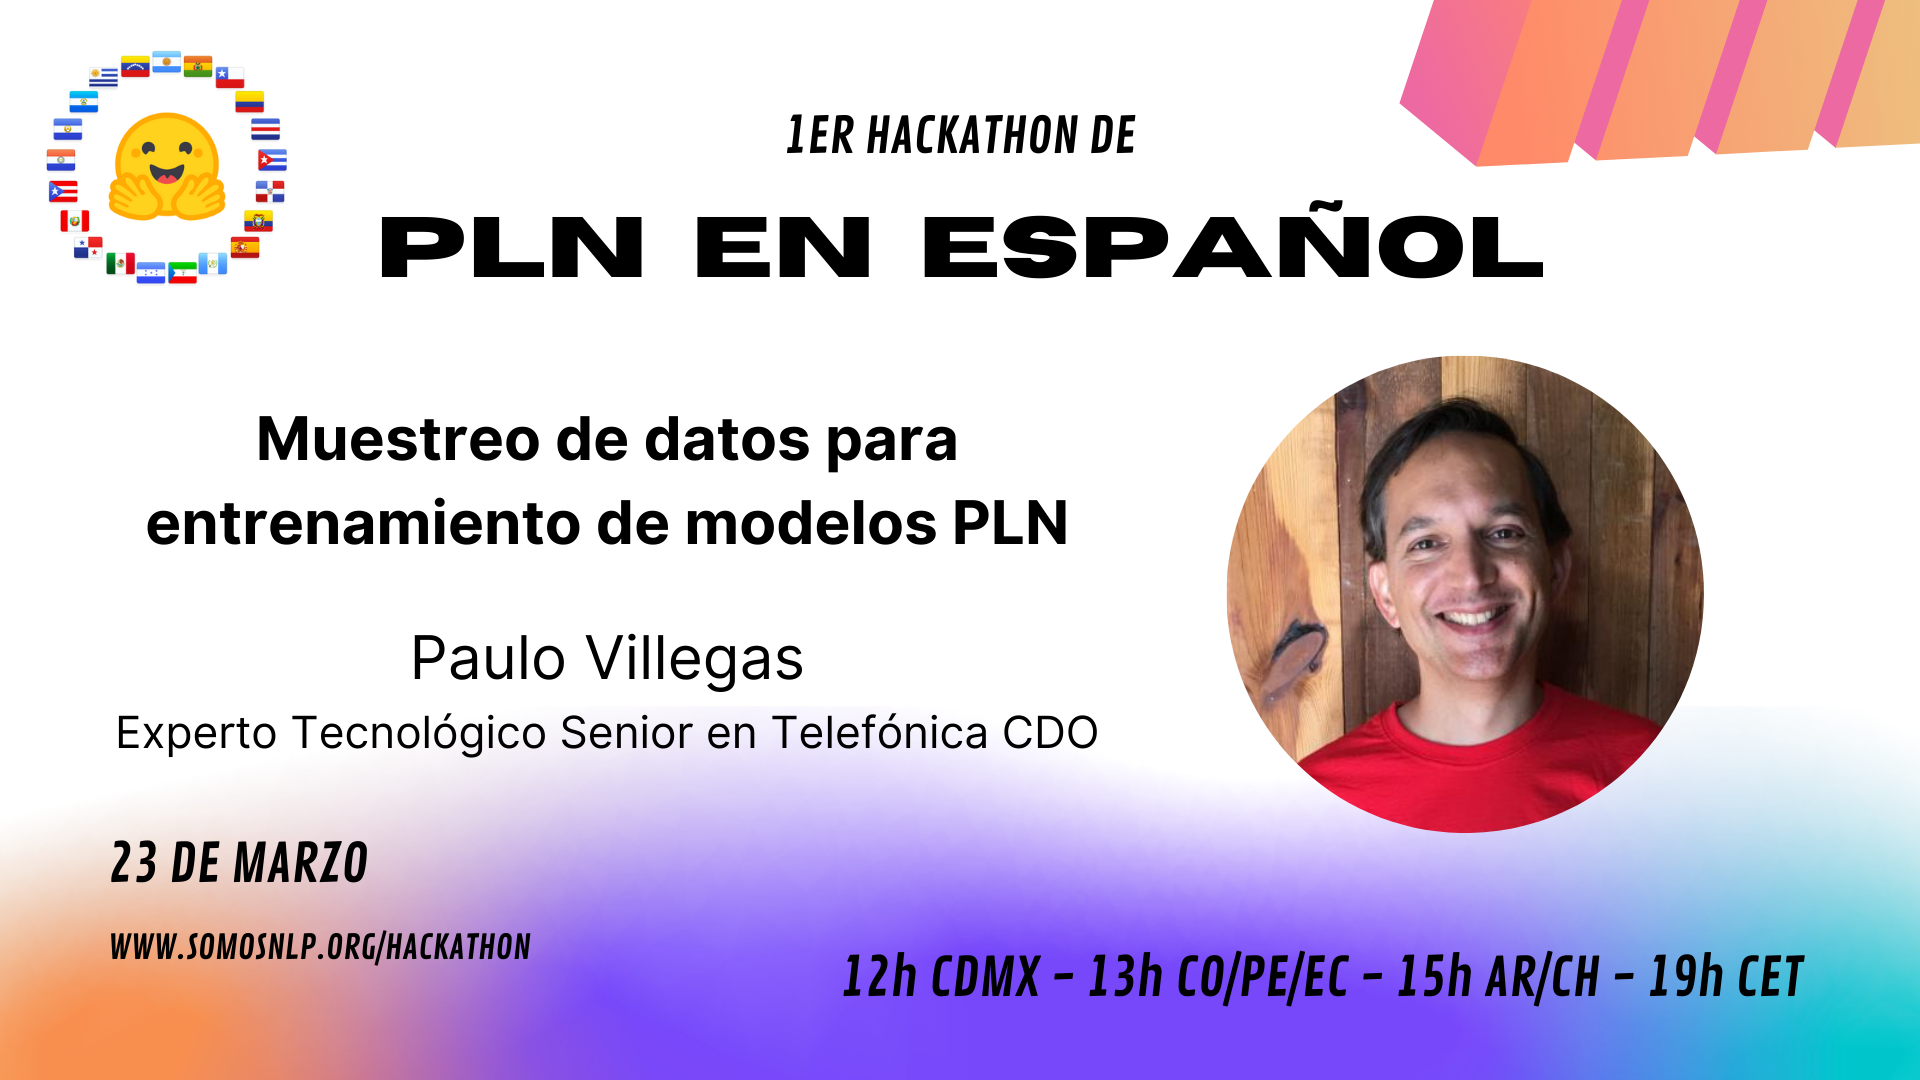 1ER HACKATHON DE
PLN EN ESPAÑOL
Muestreo de datos para
entrenamiento de modelos PLN
Paulo Villegas
Experto Tecnológico Senior en Telefónica CDO
23 DE MARZO
WWW.SOMOSNLP.ORG/HACKATHON
12h CDMX - 13h CO/PE/EC - 15h AR/CH - 19h CET